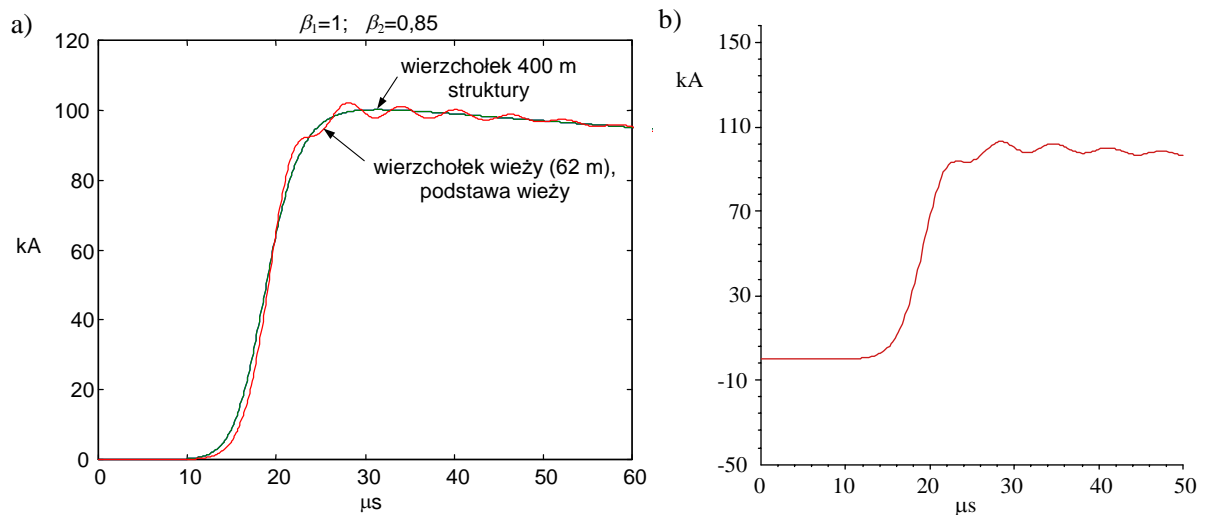 a)
β₁=1; β₂=0,85
120
100
80
60
40
20
0
kA
wierzchołek 400 m
struktury
wierzchołek wieży (62 m),
podstawa wieży
0 10 20 30 40 50 60
μs
b)
150
110
70
30
-10
-50
kA
0 10 20 30 40 50
μs